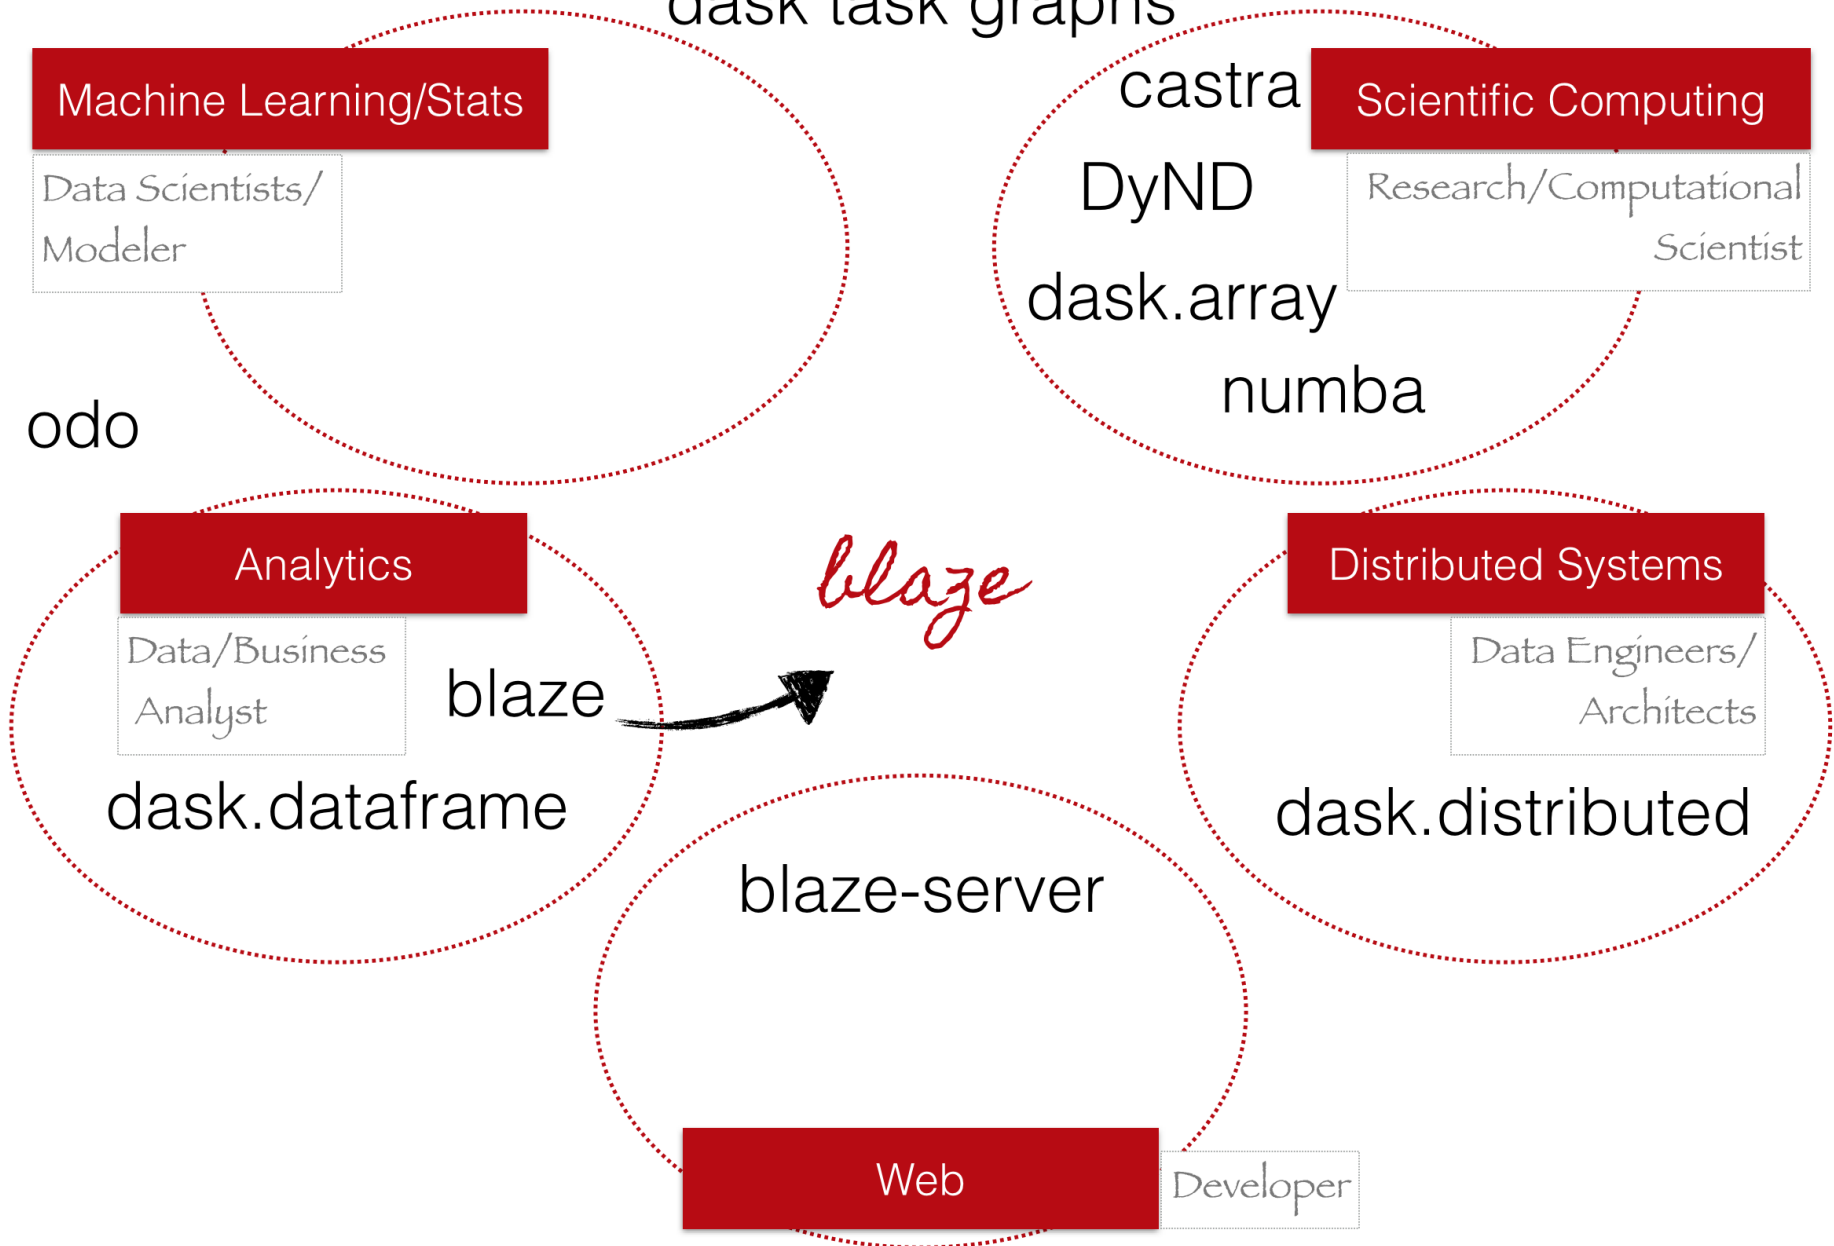 dask task graphs
Machine Learning/Stats
Data Scientists/
Modeler
castra
Scientific Computing
Research/Computational
Scientist
DyND
dask.array
numba
odo
Analytics
Data/Business
Analyst
blaze
blaze
dask.dataframe
Distributed Systems
Data Engineers/
Architects
dask.distributed
blaze-server
Web
Developer